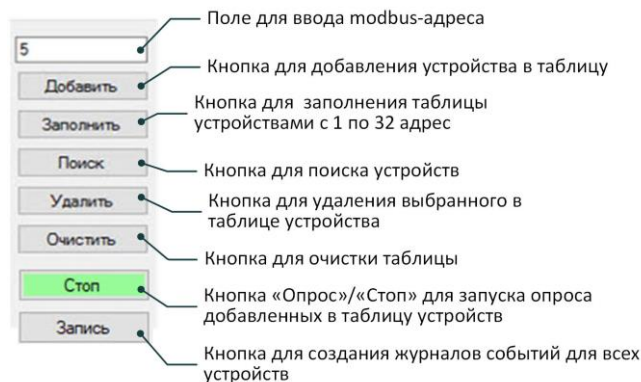 Поле для ввода modbus-адреса
5
Кнопка для добавления устройства в таблицу
Добавить
Кнопка для заполнения таблицы
устройствами с 1 по 32 адрес
Заполнить
Поиск
Кнопка для поиска устройств
Удалить
Кнопка для удаления выбранного в
таблице устройства
Очистить
Кнопка для очистки таблицы
Стоп
Кнопка «Опрос»/«Стоп» для запуска опроса
добавленных в таблицу устройств
Запись
Кнопка для создания журналов событий для всех
устройств